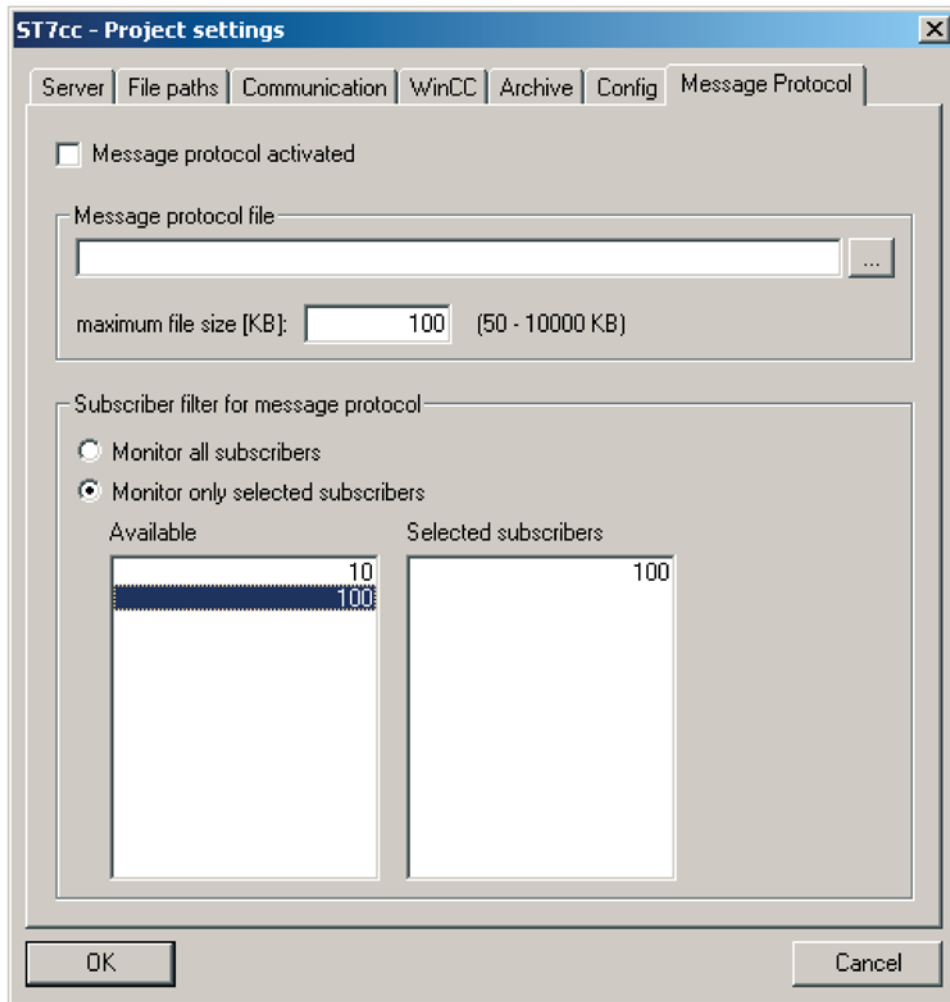 ST7cc - Project settings
Server File paths Communication WinCC Archive Config Message Protocol
Message protocol activated
Message protocol file
...
maximum file size [KB]: 100 (50 - 10000 KB)
Subscriber filter for message protocol
Monitor all subscribers
Monitor only selected subscribers
Available Selected subscribers
10 100
100
OK Cancel